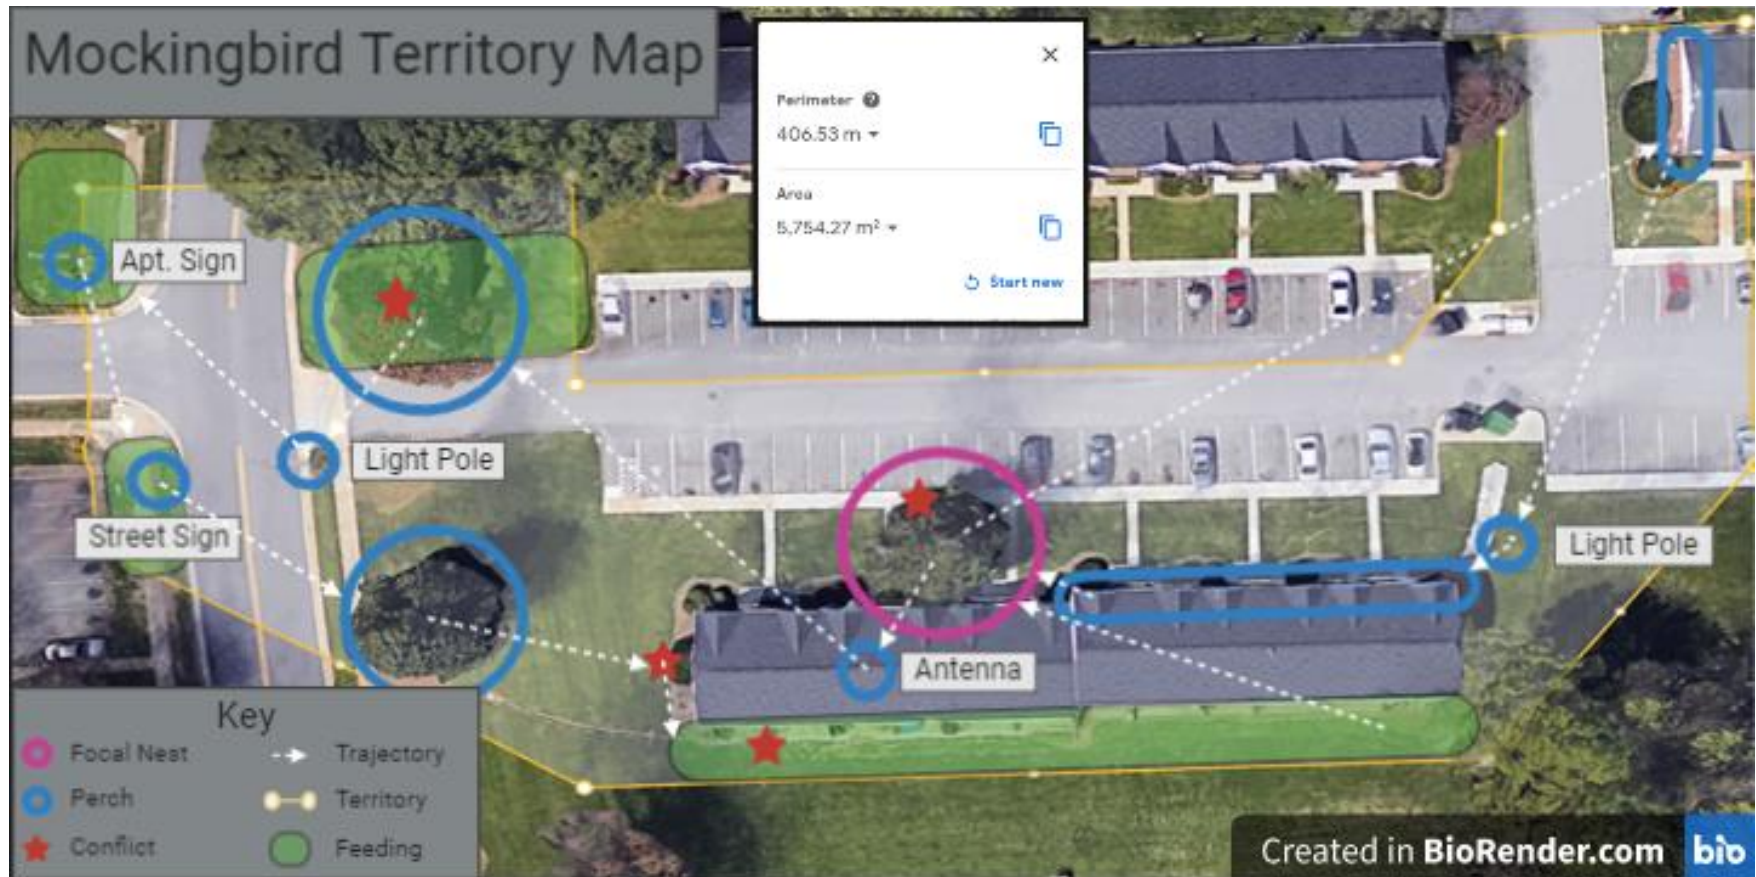 Mockingbird Territory Map
Perimeter
406.53 m
Area
5,754.27 m²
Start new
Apt. Sign
Light Pole
Street Sign
Antenna
Light Pole
Key
Focal Nest
Trajectory
Perch
Territory
Conflict
Feeding
Created in BioRender.com
bio